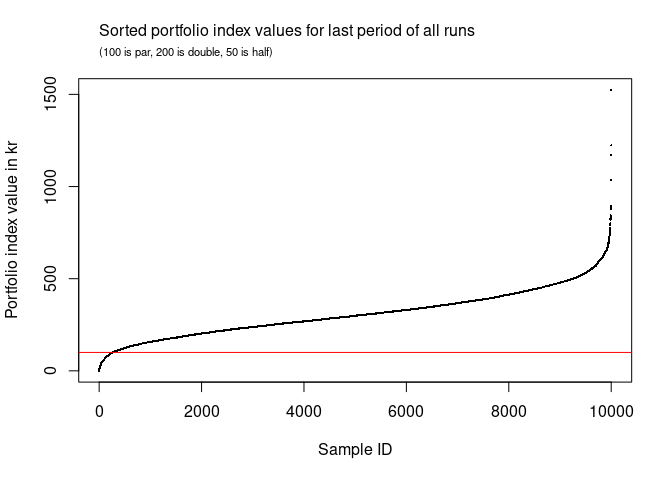 Sorted portfolio index values for last period of all runs
(100 is par, 200 is double, 50 is half)
Portfolio index value in kr
1500
1000
500
0
0 2000 4000 6000 8000 10000
Sample ID